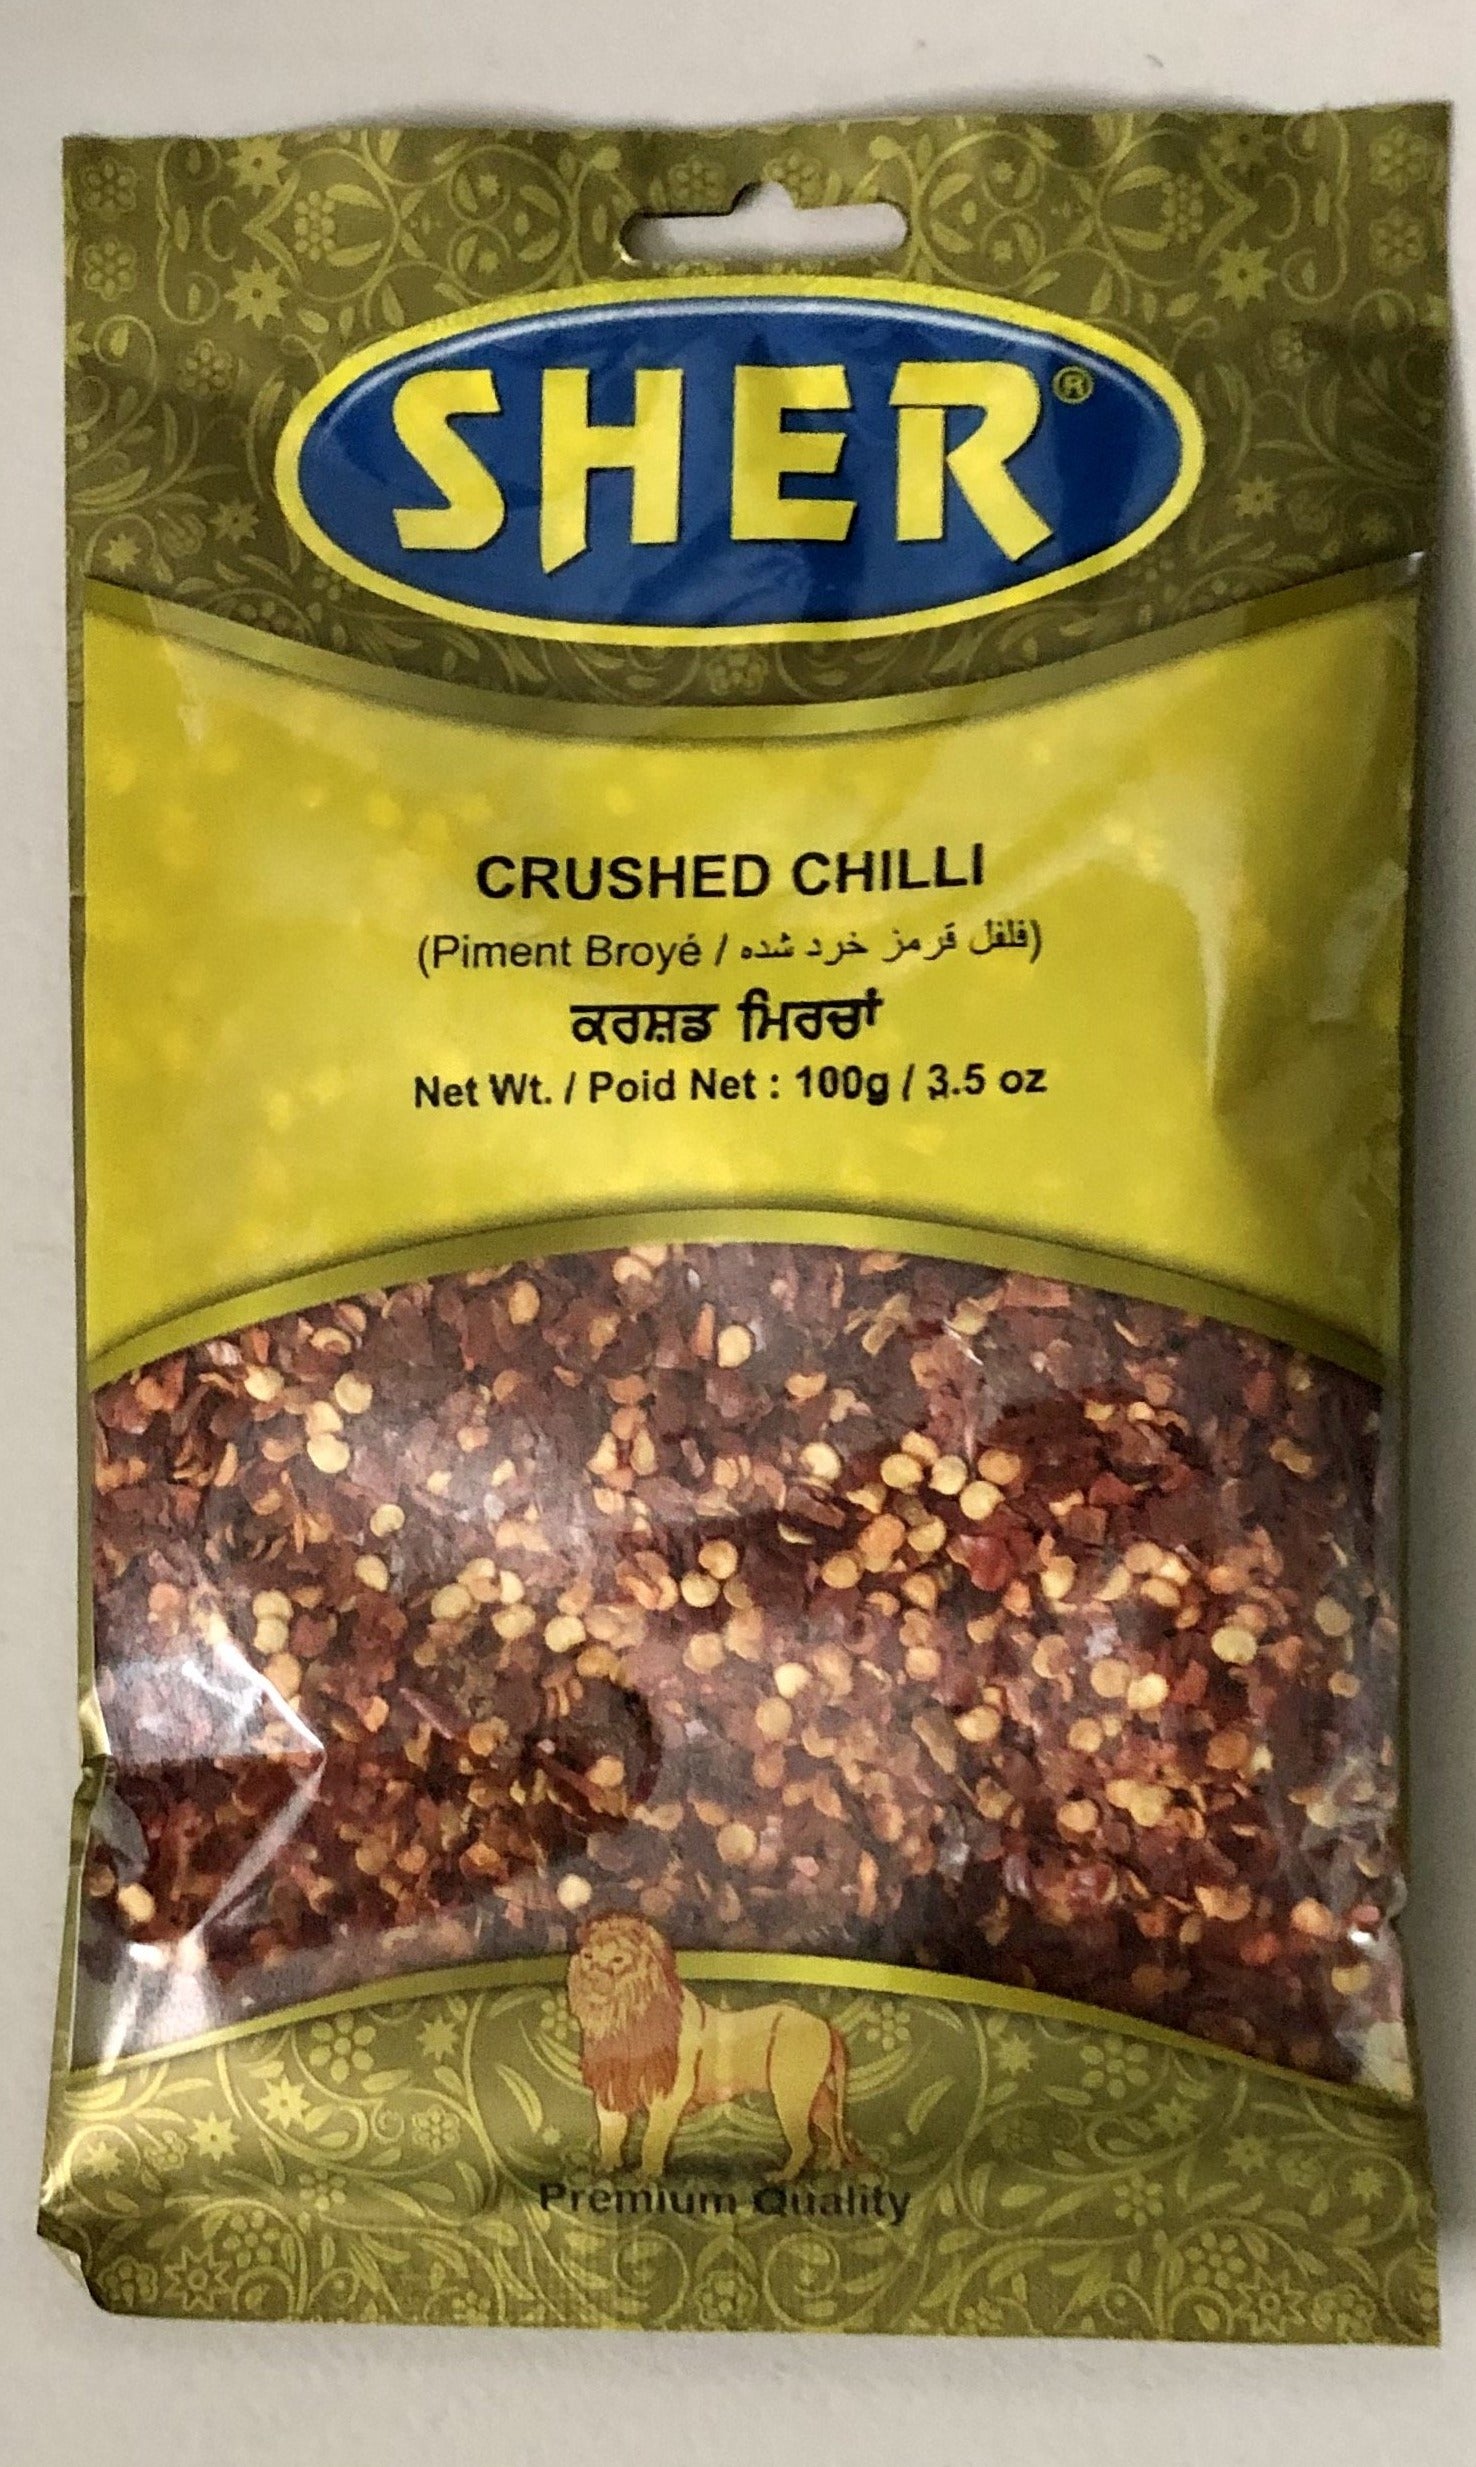 SHER®
CRUSHED CHILLI
(Piment Broyé / فلفل قرمز خرد شده)
ਕਰਸ਼ਡ ਮਿਰਚਾਂ
Net Wt. / Poid Net : 100g / 3.5 oz
Premium Quality